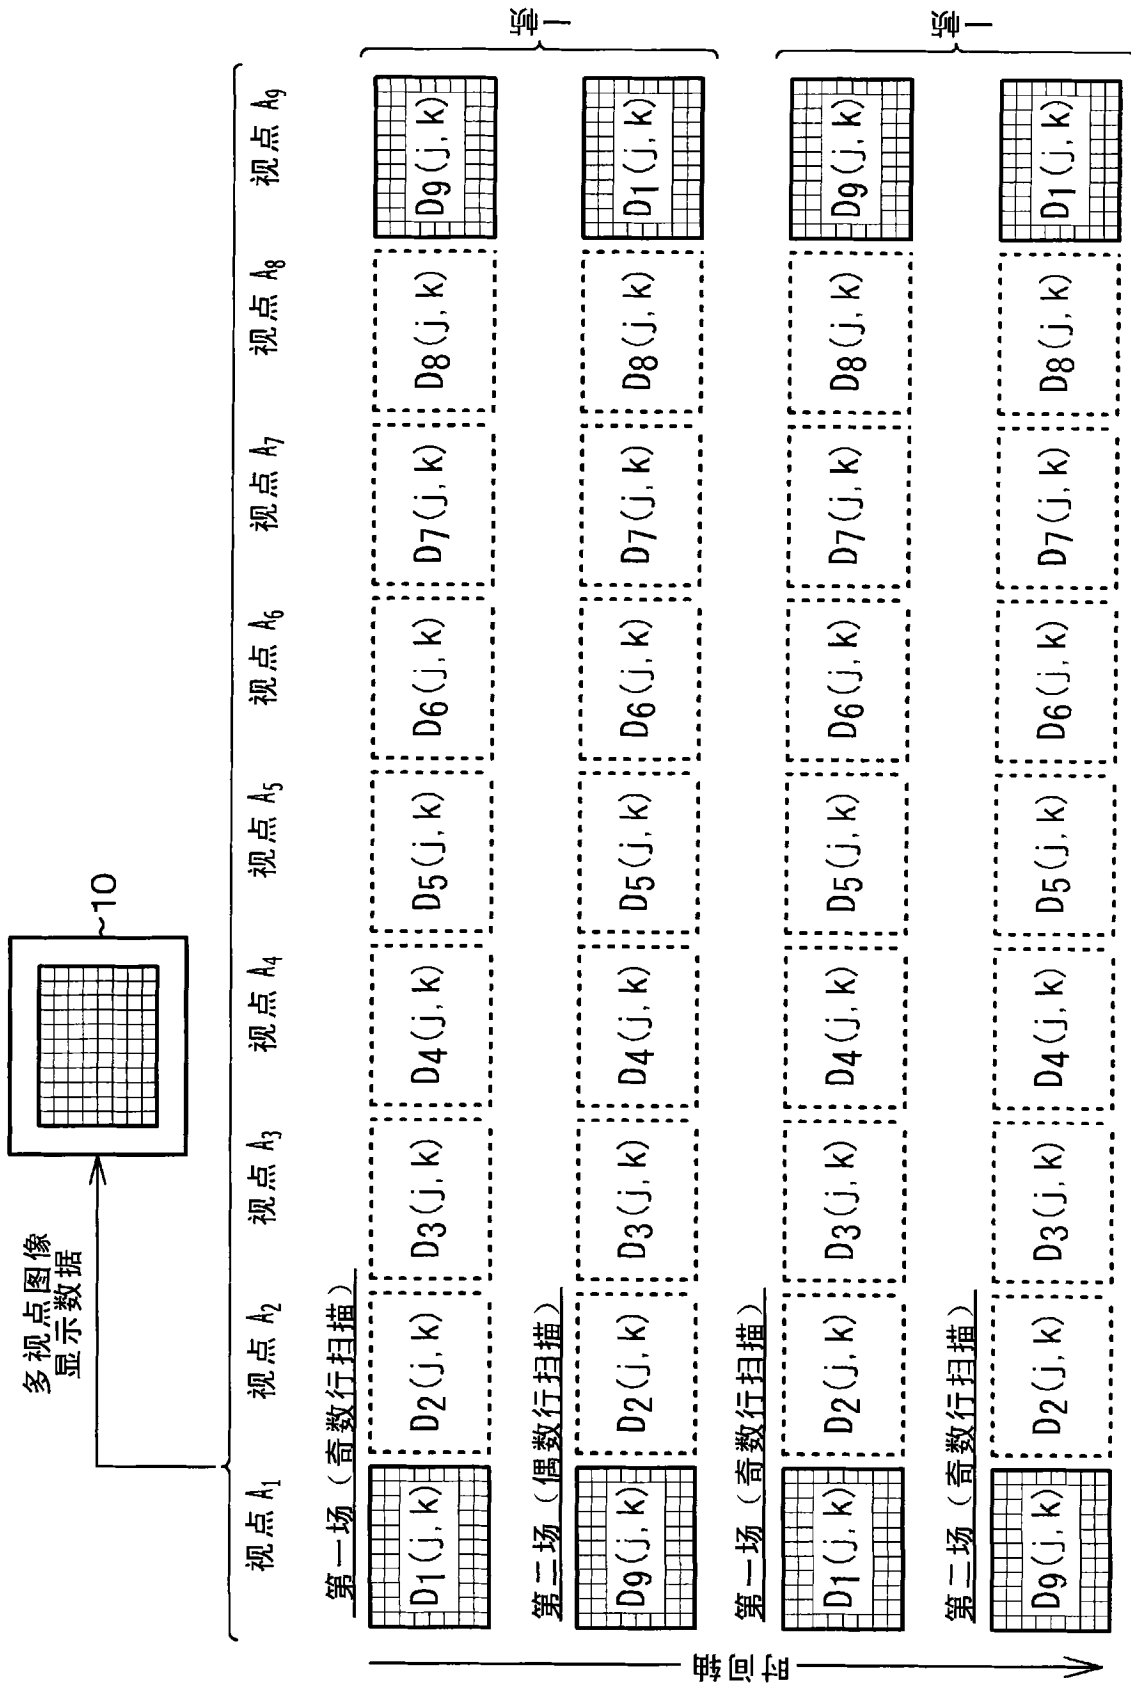 多视点图像
显示数据
~10
视点 A1 视点 A2 视点 A3 视点 A4 视点 A5 视点 A6 视点 A7 视点 A8 视点 A9
第一场（奇数行扫描）
D1(j, k) D2(j, k) D3(j, k) D4(j, k) D5(j, k) D6(j, k) D7(j, k) D8(j, k) D9(j, k)
第二场（偶数行扫描）
D9(j, k) D2(j, k) D3(j, k) D4(j, k) D5(j, k) D6(j, k) D7(j, k) D8(j, k) D1(j, k)
一帧
第一场（奇数行扫描）
D1(j, k) D2(j, k) D3(j, k) D4(j, k) D5(j, k) D6(j, k) D7(j, k) D8(j, k) D9(j, k)
第二场（奇数行扫描）
D9(j, k) D2(j, k) D3(j, k) D4(j, k) D5(j, k) D6(j, k) D7(j, k) D8(j, k) D1(j, k)
一帧
时间轴